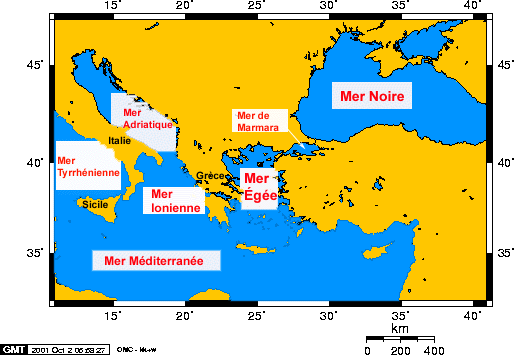 15˚ 20˚ 25˚ 30˚ 35˚ 40˚
45˚ 45˚
Mer Noire
Mer
Adriatique
Mer de
Marmara
Italie
40˚ 40˚
Mer
Tyrrhénienne
Grèce
Mer
Égée
Mer
Ionienne
Sicile
35˚ 35˚
Mer Méditerranée
15˚ 20˚ 25˚ 30˚ 35˚ 40˚
km
0 200 400
GMT 2001 Oct 2 05:59:27